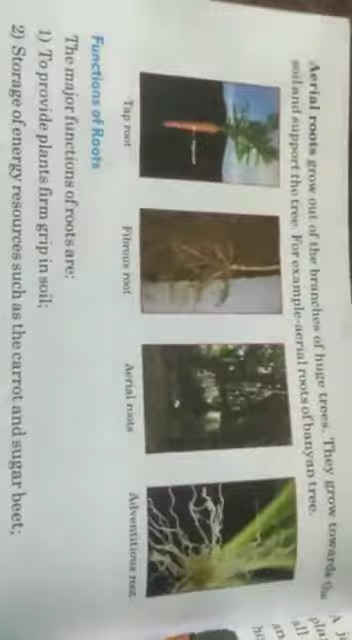 Aerial roots grow out of the branches of huge trees. They grow towards the
soil and support the tree. For example-aerial roots of banyan tree.
Tap root
Fibrous root
Aerial roots
Adventitious root
Functions of Roots
The major functions of roots are:
1) To provide plants firm grip in soil;
2) Storage of energy resources such as the carrot and sugar beet;